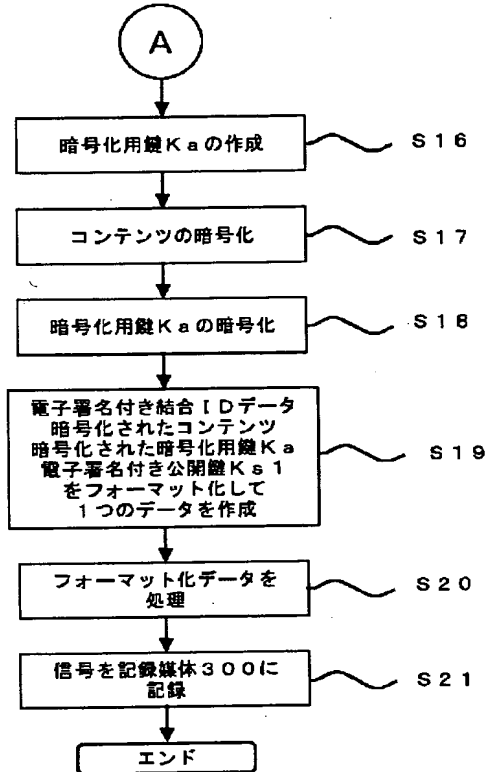 A
暗号化用鍵Kaの作成
S16
コンテンツの暗号化
S17
暗号化用鍵Kaの暗号化
S18
電子署名付き結合IDデータ
暗号化されたコンテンツ
暗号化された暗号化用鍵Ka
電子署名付き公開鍵Ks1
をフォーマット化して
1つのデータを作成
S19
フォーマット化データを
処理
S20
信号を記録媒体300に
記録
S21
エンド